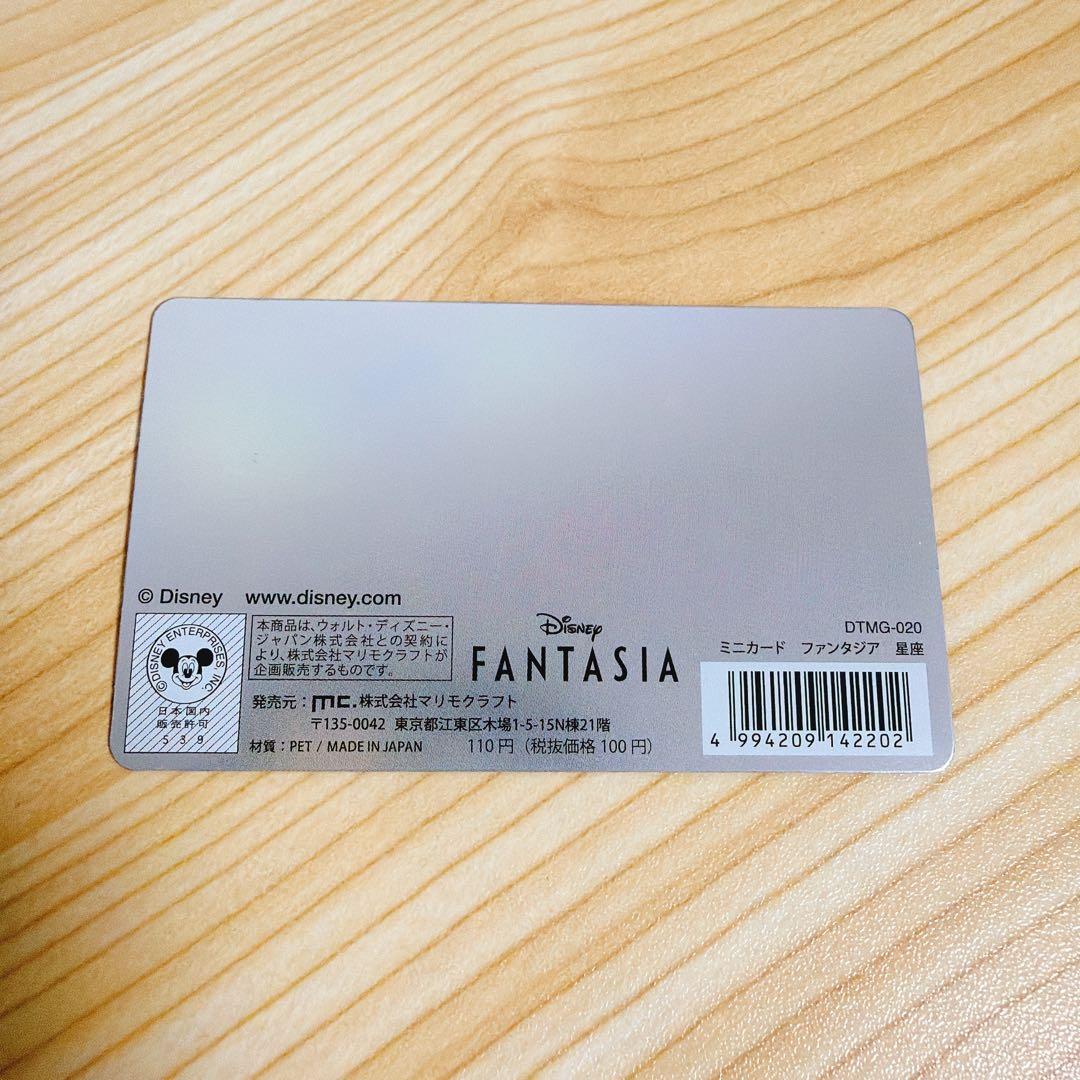 © Disney www.disney.com
©DISNEY ENTERPRISES INC.
日本国内
販売許可
539
本商品は、ウォルト・ディズニー・
ジャパン株式会社との契約に
より、株式会社マリモクラフトが
企画販売するものです。
発売元：mc.株式会社マリモクラフト
〒135-0042 東京都江東区木場1-5-15N棟21階
材質：PET / MADE IN JAPAN 110円（税抜価格100円）
Disney
FANTASIA
DTMG-020
ミニカード ファンタジア 星座
4 994209 142202